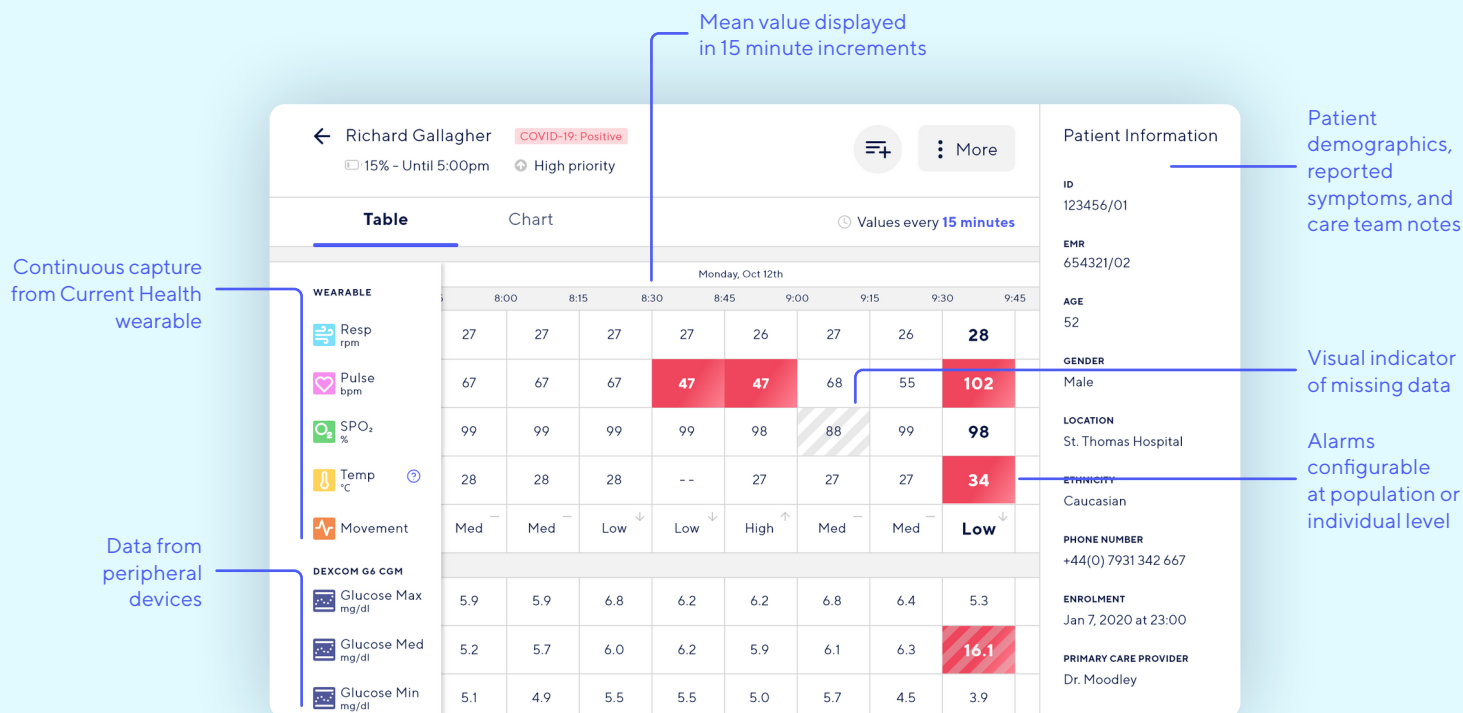 Mean value displayed
in 15 minute increments
Richard Gallagher COVID-19: Positive
15% - Until 5:00pm High priority
More
Patient Information
Patient
demographics,
reported
symptoms, and
care team notes
Table Chart
Values every 15 minutes
ID
123456/01
EMR
654321/02
AGE
52
GENDER
Male
LOCATION
St. Thomas Hospital
ETHNICITY
Caucasian
PHONE NUMBER
+44(0) 7931 342 667
ENROLMENT
Jan 7, 2020 at 23:00
PRIMARY CARE PROVIDER
Dr. Moodley
Continuous capture
from Current Health
wearable
Monday, Oct 12th
WEARABLE
8:00 8:15 8:30 8:45 9:00 9:15 9:30 9:45
Resp 27 27 27 27 26 27 26 28
rpm
Pulse 67 67 67 47 47 68 55 102
bpm
O₂ SPO₂ 99 99 99 99 98 88 99 98
%
Temp ? 28 28 28 -- 27 27 27 34
°C
Movement Med Med Low Low High Med Med Low
Visual indicator
of missing data
Alarms
configurable
at population or
individual level
Data from
peripheral
devices
DEXCOM G6 CGM
Glucose Max 5.9 5.9 6.8 6.2 6.2 6.8 6.4 5.3
mg/dl
Glucose Med 5.2 5.7 6.0 6.2 5.9 6.1 6.3 16.1
mg/dl
Glucose Min 5.1 4.9 5.5 5.5 5.0 5.7 4.5 3.9
mg/dl